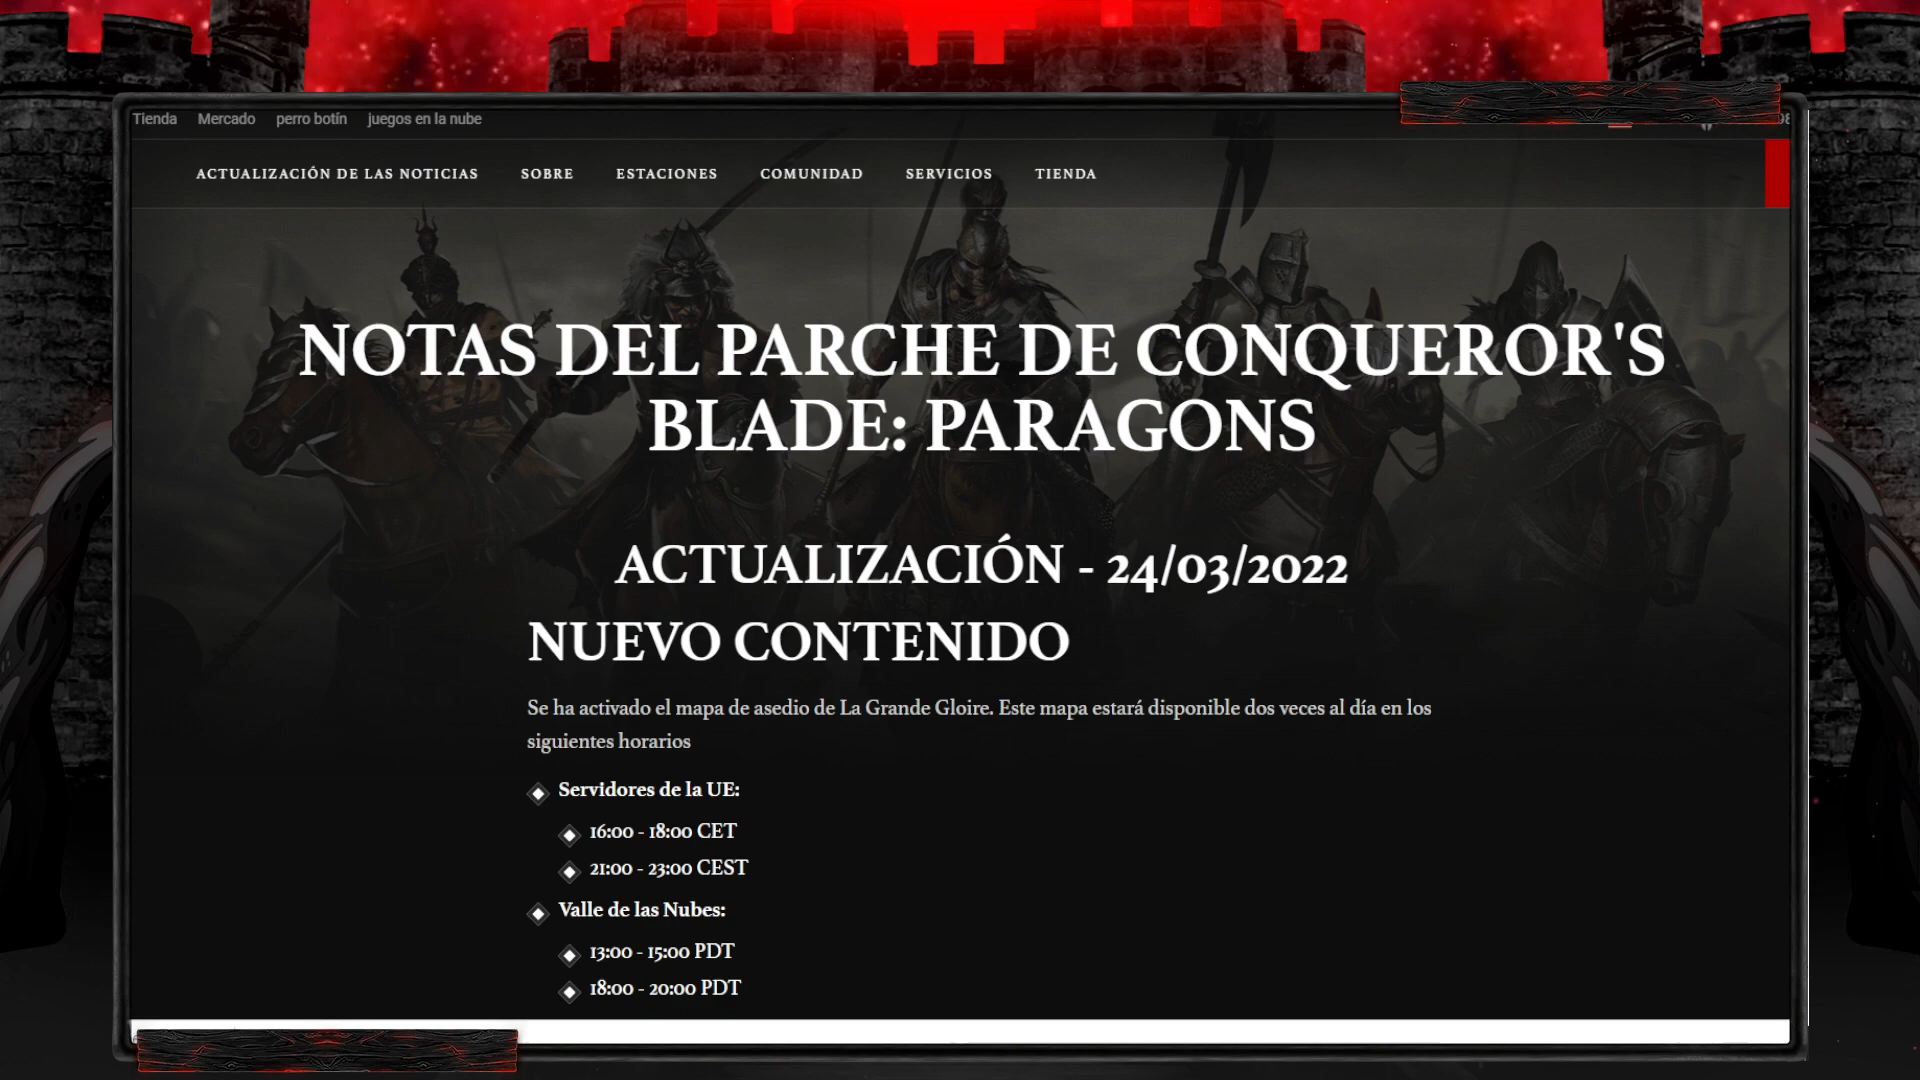 Tienda Mercado perro botín juegos en la nube
ACTUALIZACIÓN DE LAS NOTICIAS SOBRE ESTACIONES COMUNIDAD SERVICIOS TIENDA
NOTAS DEL PARCHE DE CONQUEROR'S
BLADE: PARAGONS
ACTUALIZACIÓN - 24/03/2022
NUEVO CONTENIDO
Se ha activado el mapa de asedio de La Grande Gloire. Este mapa estará disponible dos veces al día en los
siguientes horarios
Servidores de la UE:
16:00 - 18:00 CET
21:00 - 23:00 CEST
Valle de las Nubes:
13:00 - 15:00 PDT
18:00 - 20:00 PDT